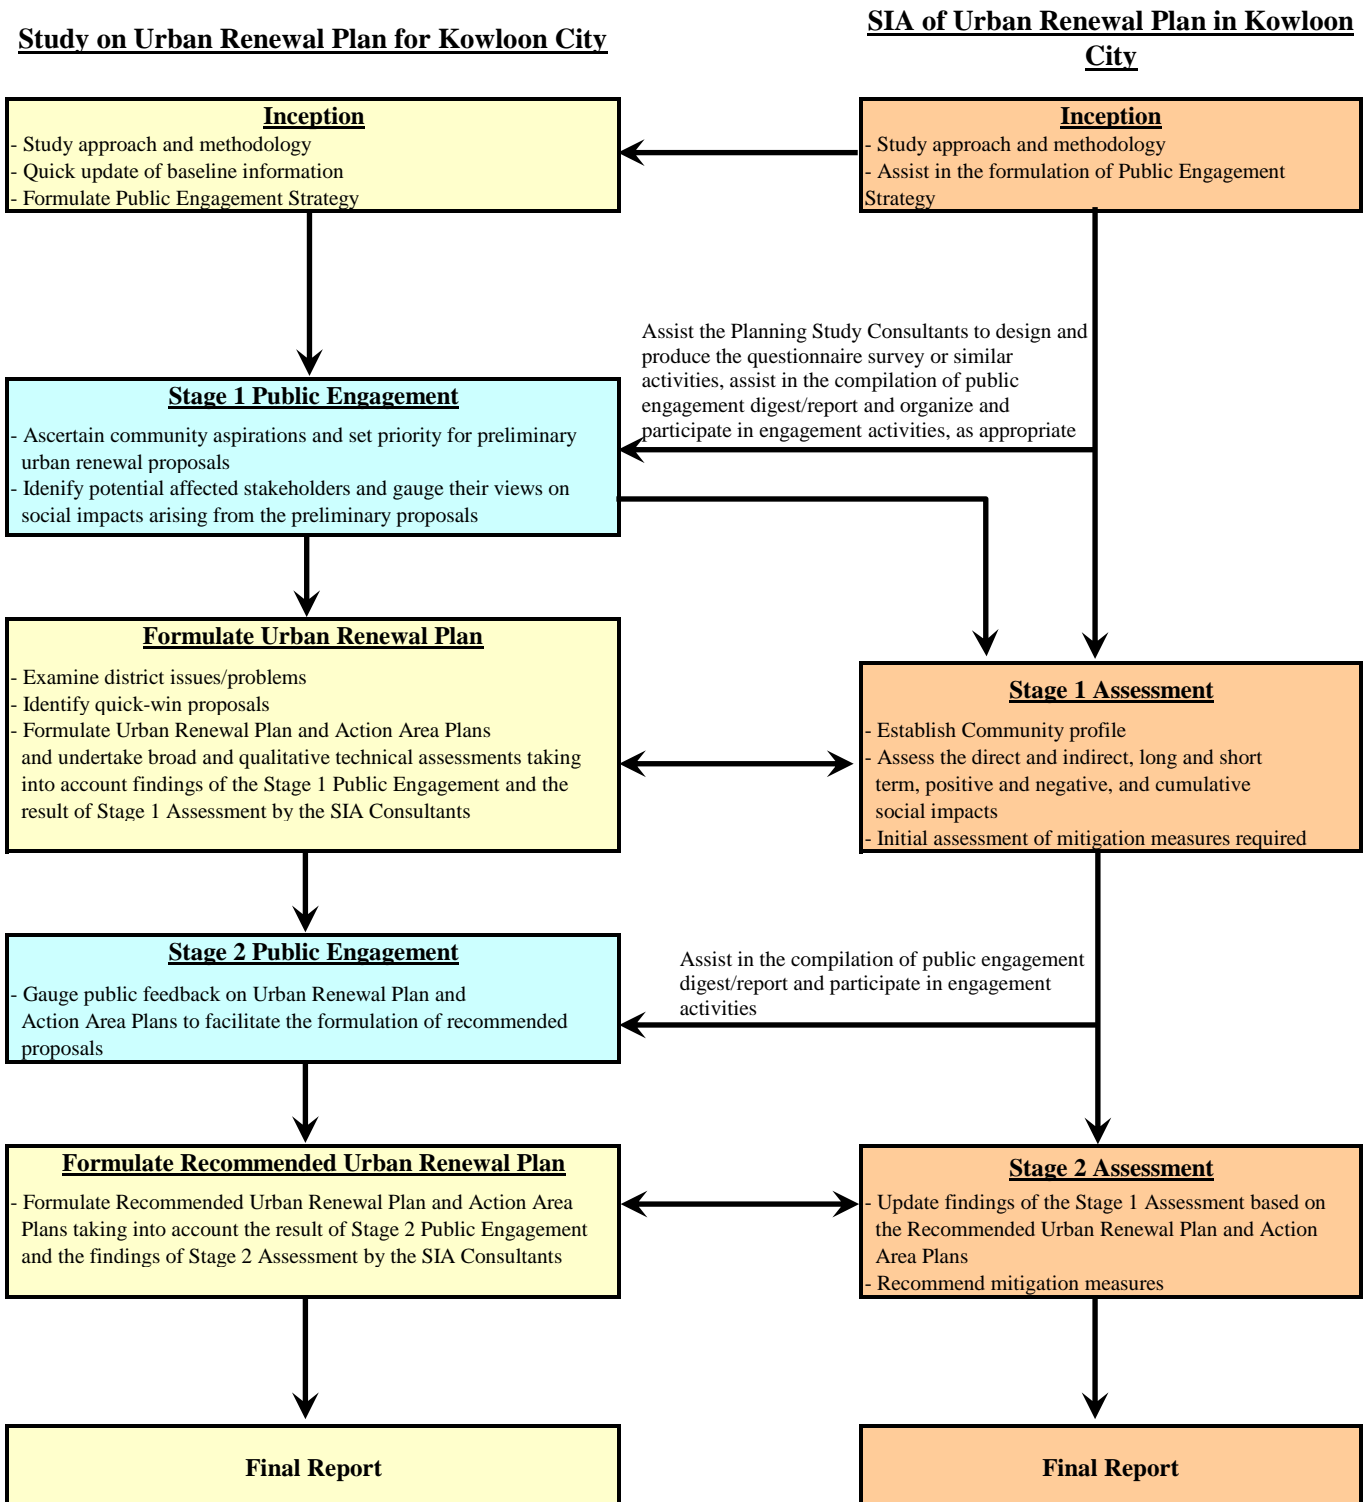 Study on Urban Renewal Plan for Kowloon City
SIA of Urban Renewal Plan in Kowloon
City
Inception
- Study approach and methodology
- Quick update of baseline information
- Formulate Public Engagement Strategy
Inception
- Study approach and methodology
- Assist in the formulation of Public Engagement
Strategy
Assist the Planning Study Consultants to design and
produce the questionnaire survey or similar
activities, assist in the compilation of public
engagement digest/report and organize and
participate in engagement activities, as appropriate
Stage 1 Public Engagement
- Ascertain community aspirations and set priority for preliminary
urban renewal proposals
- Idenify potential affected stakeholders and gauge their views on
social impacts arising from the preliminary proposals
Formulate Urban Renewal Plan
- Examine district issues/problems
- Identify quick-win proposals
- Formulate Urban Renewal Plan and Action Area Plans
and undertake broad and qualitative technical assessments taking
into account findings of the Stage 1 Public Engagement and the
result of Stage 1 Assessment by the SIA Consultants
Stage 1 Assessment
- Establish Community profile
- Assess the direct and indirect, long and short
term, positive and negative, and cumulative
social impacts
- Initial assessment of mitigation measures required
Stage 2 Public Engagement
- Gauge public feedback on Urban Renewal Plan and
Action Area Plans to facilitate the formulation of recommended
proposals
Assist in the compilation of public engagement
digest/report and participate in engagement
activities
Formulate Recommended Urban Renewal Plan
- Formulate Recommended Urban Renewal Plan and Action Area
Plans taking into account the result of Stage 2 Public Engagement
and the findings of Stage 2 Assessment by the SIA Consultants
Stage 2 Assessment
- Update findings of the Stage 1 Assessment based on
the Recommended Urban Renewal Plan and Action
Area Plans
- Recommend mitigation measures
Final Report
Final Report